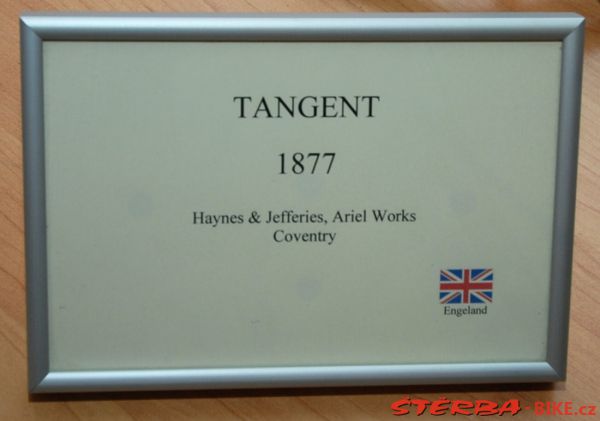 TANGENT
1877
Haynes & Jefferies, Ariel Works
Coventry
Engeland
ŠTĚRBA-BIKE.cz